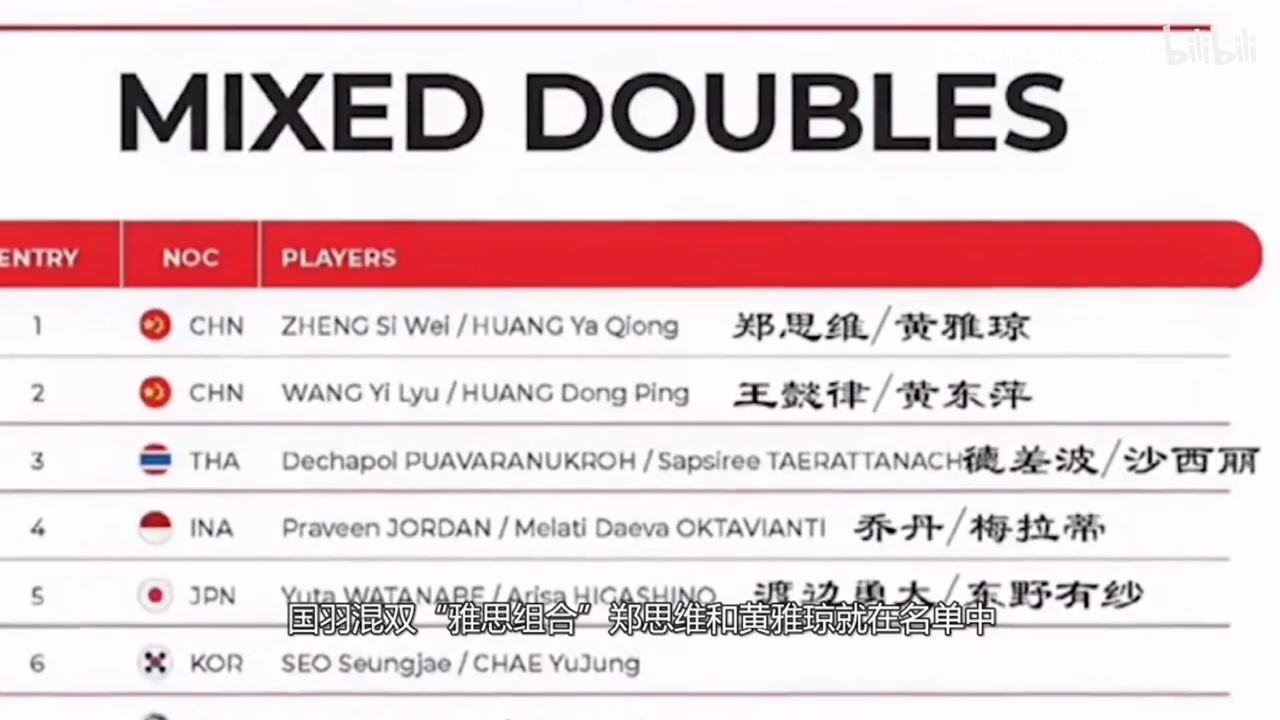 bilibili
MIXED DOUBLES
ENTRY NOC PLAYERS
1 CHN ZHENG Si Wei / HUANG Ya Qiong 郑思维/黄雅琼
2 CHN WANG Yi Lyu / HUANG Dong Ping 王懿律/黄东萍
3 THA Dechapol PUAVARANUKROH / Sapsiree TAERATTANACH 德差波/沙西丽
4 INA Praveen JORDAN / Melati Daeva OKTAVIANTI 乔丹/梅拉蒂
5 JPN Yuta WATANABE / Arisa HIGASHINO 渡边勇大/东野有纱
国羽混双“雅思组合”郑思维和黄雅琼就在名单中
6 KOR SEO Seungjae / CHAE YuJung